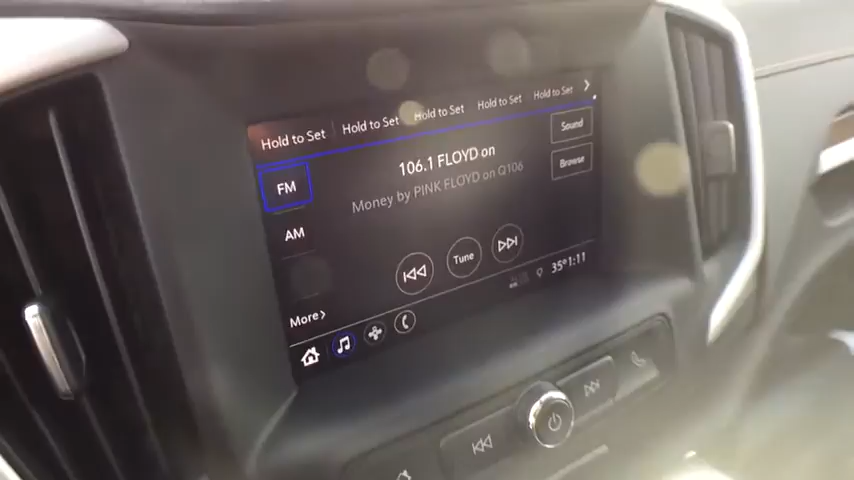 Hold to Set Hold to Set Hold to Set Hold to Set Hold to Set
106.1 FLOYD on
Money by PINK FLOYD on Q106
Sound
Browse
FM
AM
Tune
More
35° 1:11